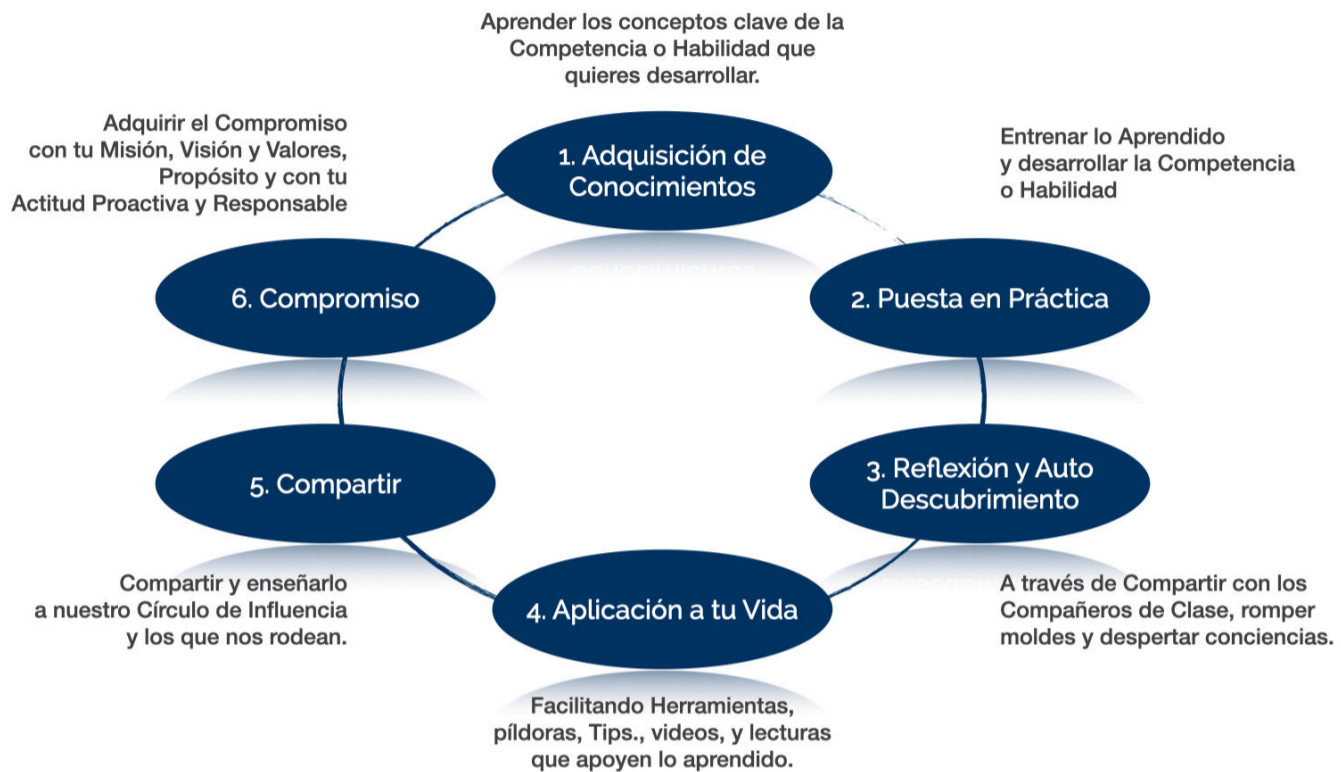 Aprender los conceptos clave de la
Competencia o Habilidad que
quieres desarrollar.
1. Adquisición de
Conocimientos
Entrenar lo Aprendido
y desarrollar la Competencia
o Habilidad
2. Puesta en Práctica
3. Reflexión y Auto
Descubrimiento
A través de Compartir con los
Compañeros de Clase, romper
moldes y despertar conciencias.
4. Aplicación a tu Vida
Facilitando Herramientas,
píldoras, Tips., videos, y lecturas
que apoyen lo aprendido.
5. Compartir
Compartir y enseñarlo
a nuestro Círculo de Influencia
y los que nos rodean.
6. Compromiso
Adquirir el Compromiso
con tu Misión, Visión y Valores,
Propósito y con tu
Actitud Proactiva y Responsable